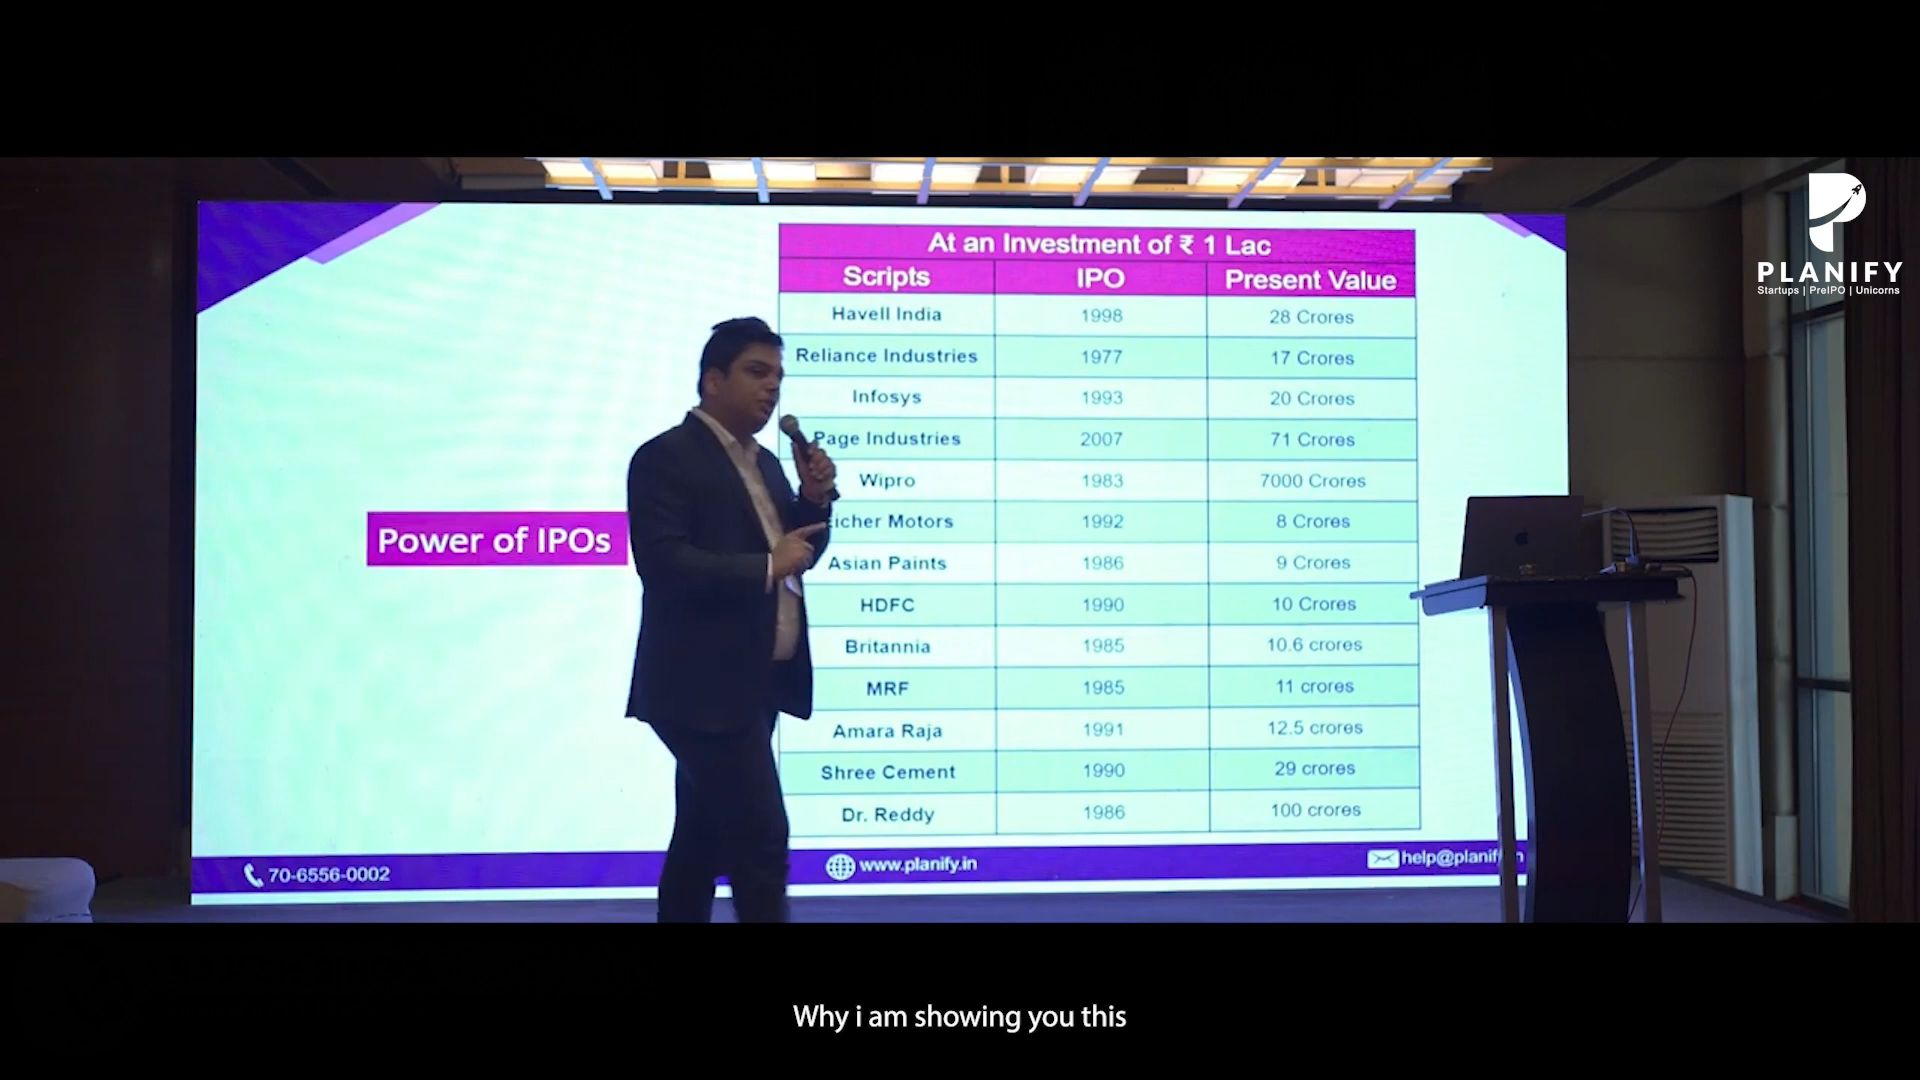 PLANIFY
Startups | PreIPO | Unicorns
Power of IPOs
At an Investment of ₹ 1 Lac
Scripts IPO Present Value
Havell India 1998 28 Crores
Reliance Industries 1977 17 Crores
Infosys 1993 20 Crores
Page Industries 2007 71 Crores
Wipro 1983 7000 Crores
Eicher Motors 1992 8 Crores
Asian Paints 1986 9 Crores
HDFC 1990 10 Crores
Britannia 1985 10.6 crores
MRF 1985 11 crores
Amara Raja 1991 12.5 crores
Shree Cement 1990 29 crores
Dr. Reddy 1986 100 crores
70-6556-0002
www.planify.in
help@planify.in
Why i am showing you this